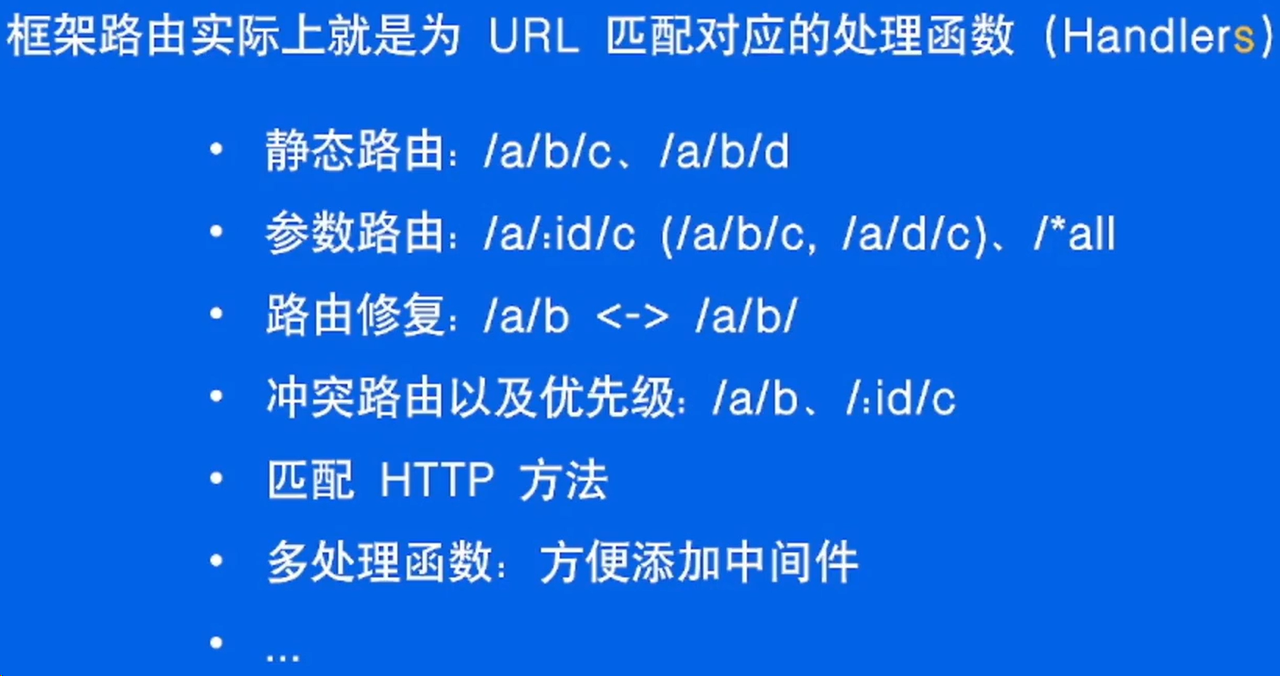 框架路由实际上就是为 URL 匹配对应的处理函数 (Handlers)
• 静态路由: /a/b/c、/a/b/d
• 参数路由: /a/:id/c (/a/b/c, /a/d/c)、/*all
• 路由修复: /a/b <-> /a/b/
• 冲突路由以及优先级: /a/b、/:id/c
• 匹配 HTTP 方法
• 多处理函数: 方便添加中间件
• ...